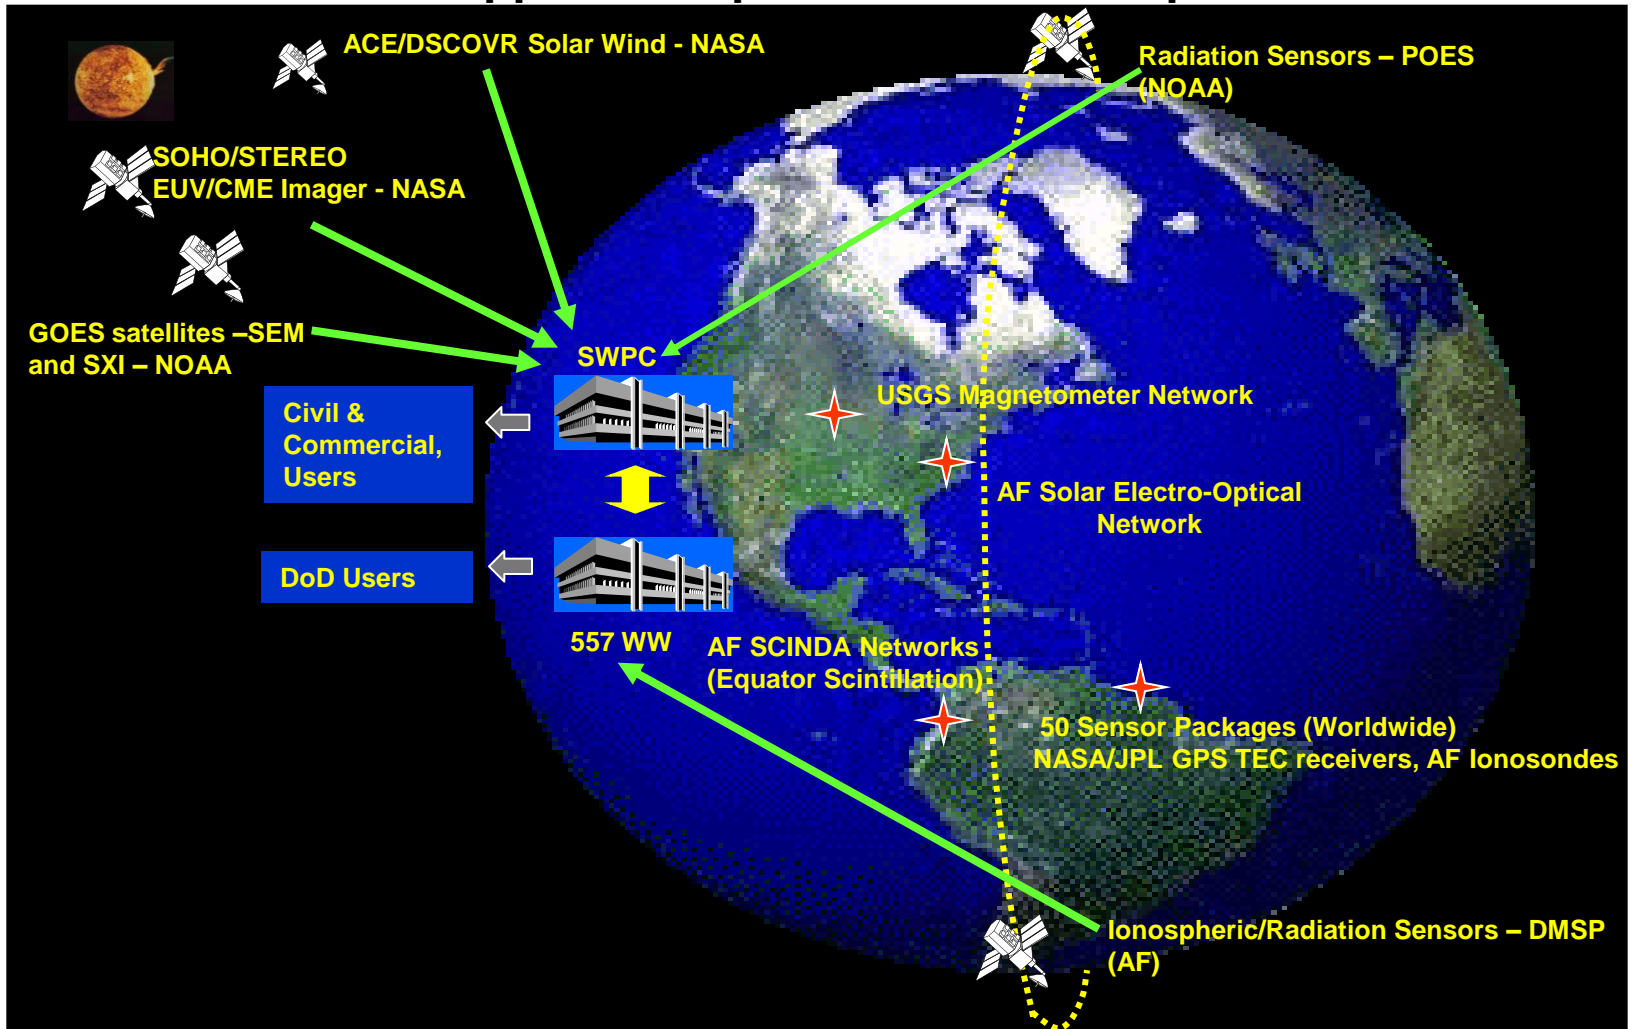 ACE/DSCOVR Solar Wind - NASA
Radiation Sensors – POES
(NOAA)
SOHO/STEREO
EUV/CME Imager - NASA
GOES satellites –SEM
and SXI – NOAA
SWPC
Civil &
Commercial,
Users
USGS Magnetometer Network
AF Solar Electro-Optical
Network
DoD Users
557 WW
AF SCINDA Networks
(Equator Scintillation)
50 Sensor Packages (Worldwide)
NASA/JPL GPS TEC receivers, AF Ionosondes
Ionospheric/Radiation Sensors – DMSP
(AF)